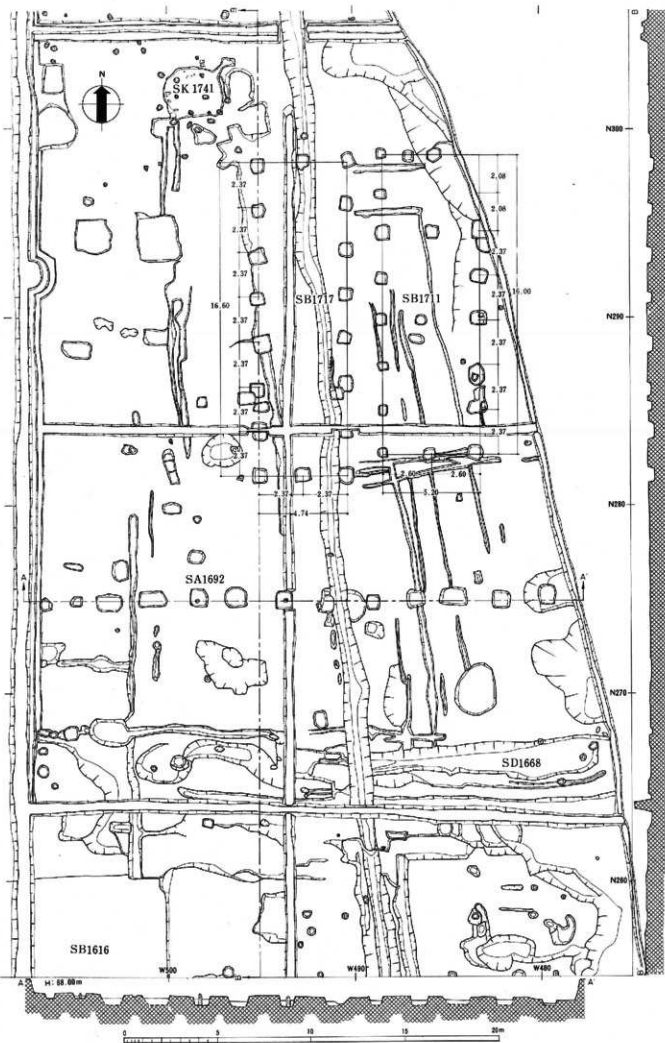 B
SK 1741
N
N300
2.08
2.37
2.08
2.37
2.37
2.37
16.60
SB1717
SB1711
2.37
16.00
2.37
N290
2.37
2.37
2.37
2.37
2.37
2.37
2.60
2.60
2.37
2.37
5.20
4.74
N280
A
SA1692
A'
N270
SD1668
N260
SB1616
W500
W490
W480
A
H: 68.00m
A'
0 5 10 15 20m